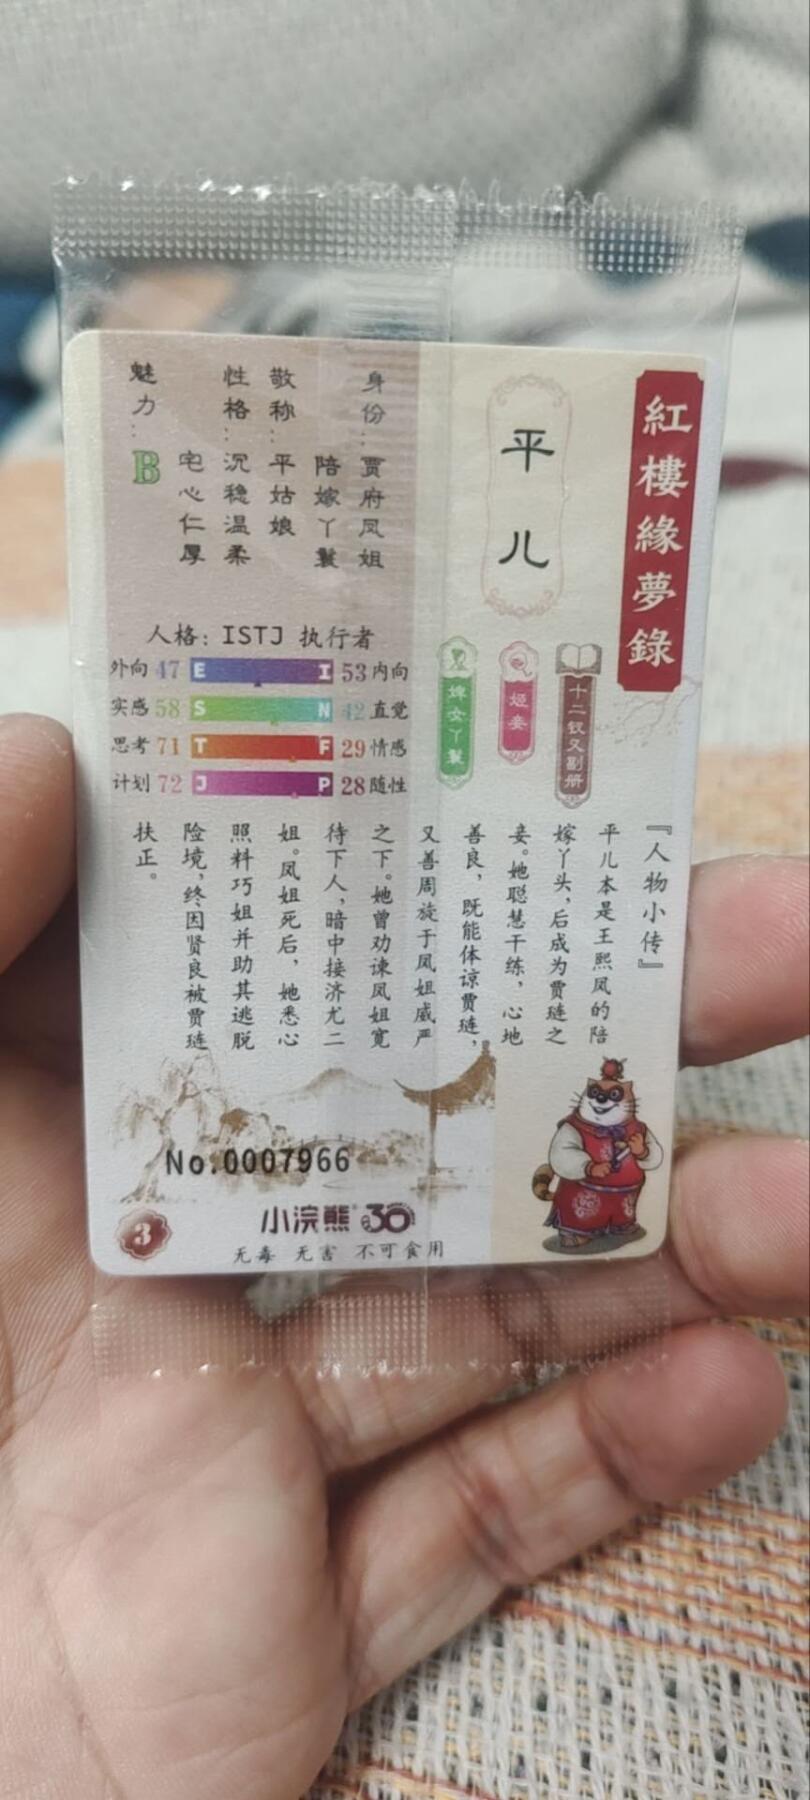 紅樓緣夢錄
平儿
身份：贾府凤姐
陪嫁丫鬟
敬称：平姑娘
性格：沉稳温柔
宅心仁厚
魅力：B
人格：ISTJ 执行者
外向 47 E I 53 内向
实感 58 S N 42 直觉
思考 71 T F 29 情感
计划 72 J P 28 随性
十二钗又副册
姬妾
婢女丫鬟
『人物小传』
平儿本是王熙凤的陪
嫁丫头，后成为贾琏之
妾。她聪慧干练，心地
善良，既能体谅贾琏，
又善周旋于凤姐威严
之下。她曾劝谏凤姐宽
待下人，暗中接济尤二
姐。凤姐死后，她悉心
照料巧姐并助其逃脱
险境，终因贤良被贾琏
扶正。
No.0007966
3
小浣熊 30
无毒 无害 不可食用